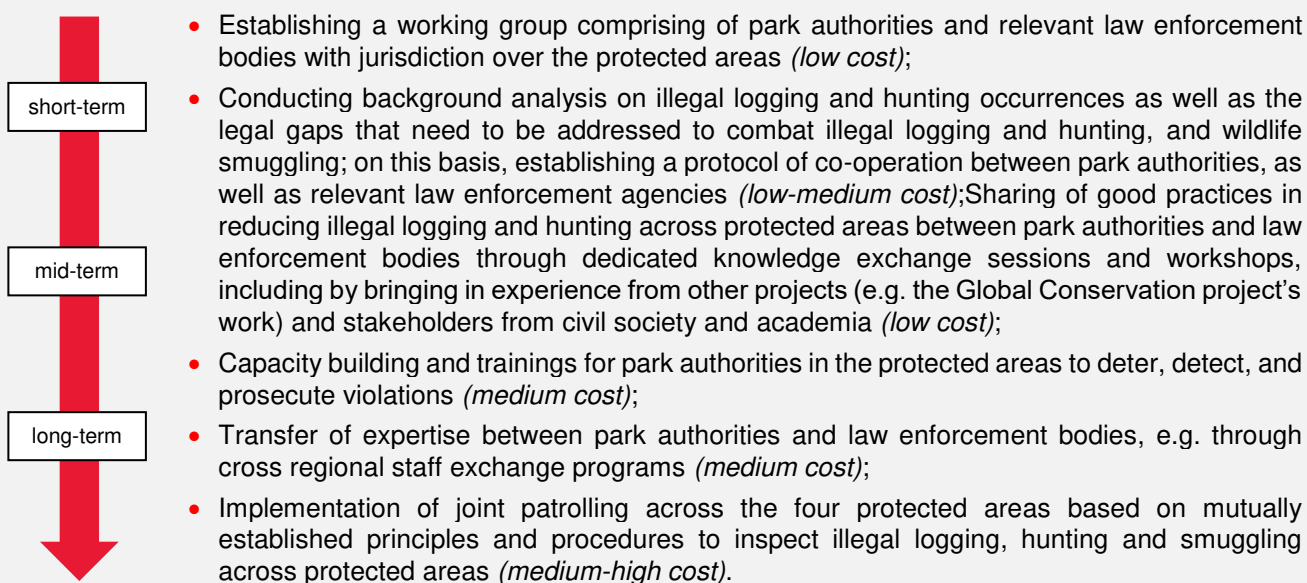 • Establishing a working group comprising of park authorities and relevant law enforcement
bodies with jurisdiction over the protected areas (low cost);
short-term
• Conducting background analysis on illegal logging and hunting occurrences as well as the
legal gaps that need to be addressed to combat illegal logging and hunting, and wildlife
smuggling; on this basis, establishing a protocol of co-operation between park authorities, as
well as relevant law enforcement agencies (low-medium cost);Sharing of good practices in
reducing illegal logging and hunting across protected areas between park authorities and law
mid-term
enforcement bodies through dedicated knowledge exchange sessions and workshops,
including by bringing in experience from other projects (e.g. the Global Conservation project's
work) and stakeholders from civil society and academia (low cost);
• Capacity building and trainings for park authorities in the protected areas to deter, detect, and
prosecute violations (medium cost);
long-term
• Transfer of expertise between park authorities and law enforcement bodies, e.g. through
cross regional staff exchange programs (medium cost);
• Implementation of joint patrolling across the four protected areas based on mutually
established principles and procedures to inspect illegal logging, hunting and smuggling
across protected areas (medium-high cost).